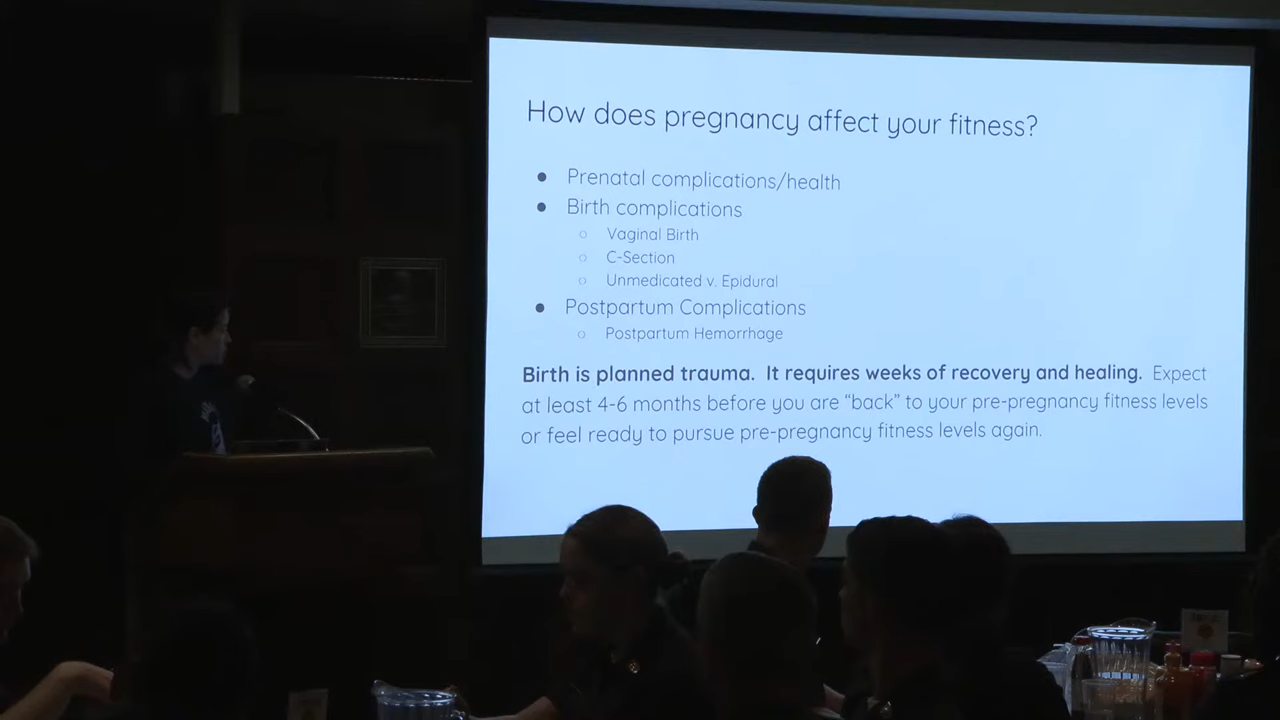 How does pregnancy affect your fitness?
● Prenatal complications/health
● Birth complications
○ Vaginal Birth
○ C-Section
○ Unmedicated v. Epidural
● Postpartum Complications
○ Postpartum Hemorrhage
Birth is planned trauma. It requires weeks of recovery and healing. Expect
at least 4-6 months before you are “back” to your pre-pregnancy fitness levels
or feel ready to pursue pre-pregnancy fitness levels again.